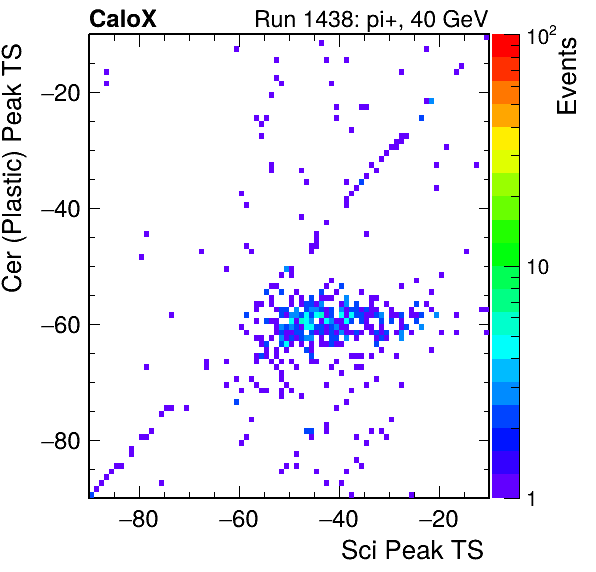 CaloX Run 1438: pi+, 40 GeV
Cer (Plastic) Peak TS
−20
−40
−60
−80
−80 −60 −40 −20
Sci Peak TS
10²
10
1
Events